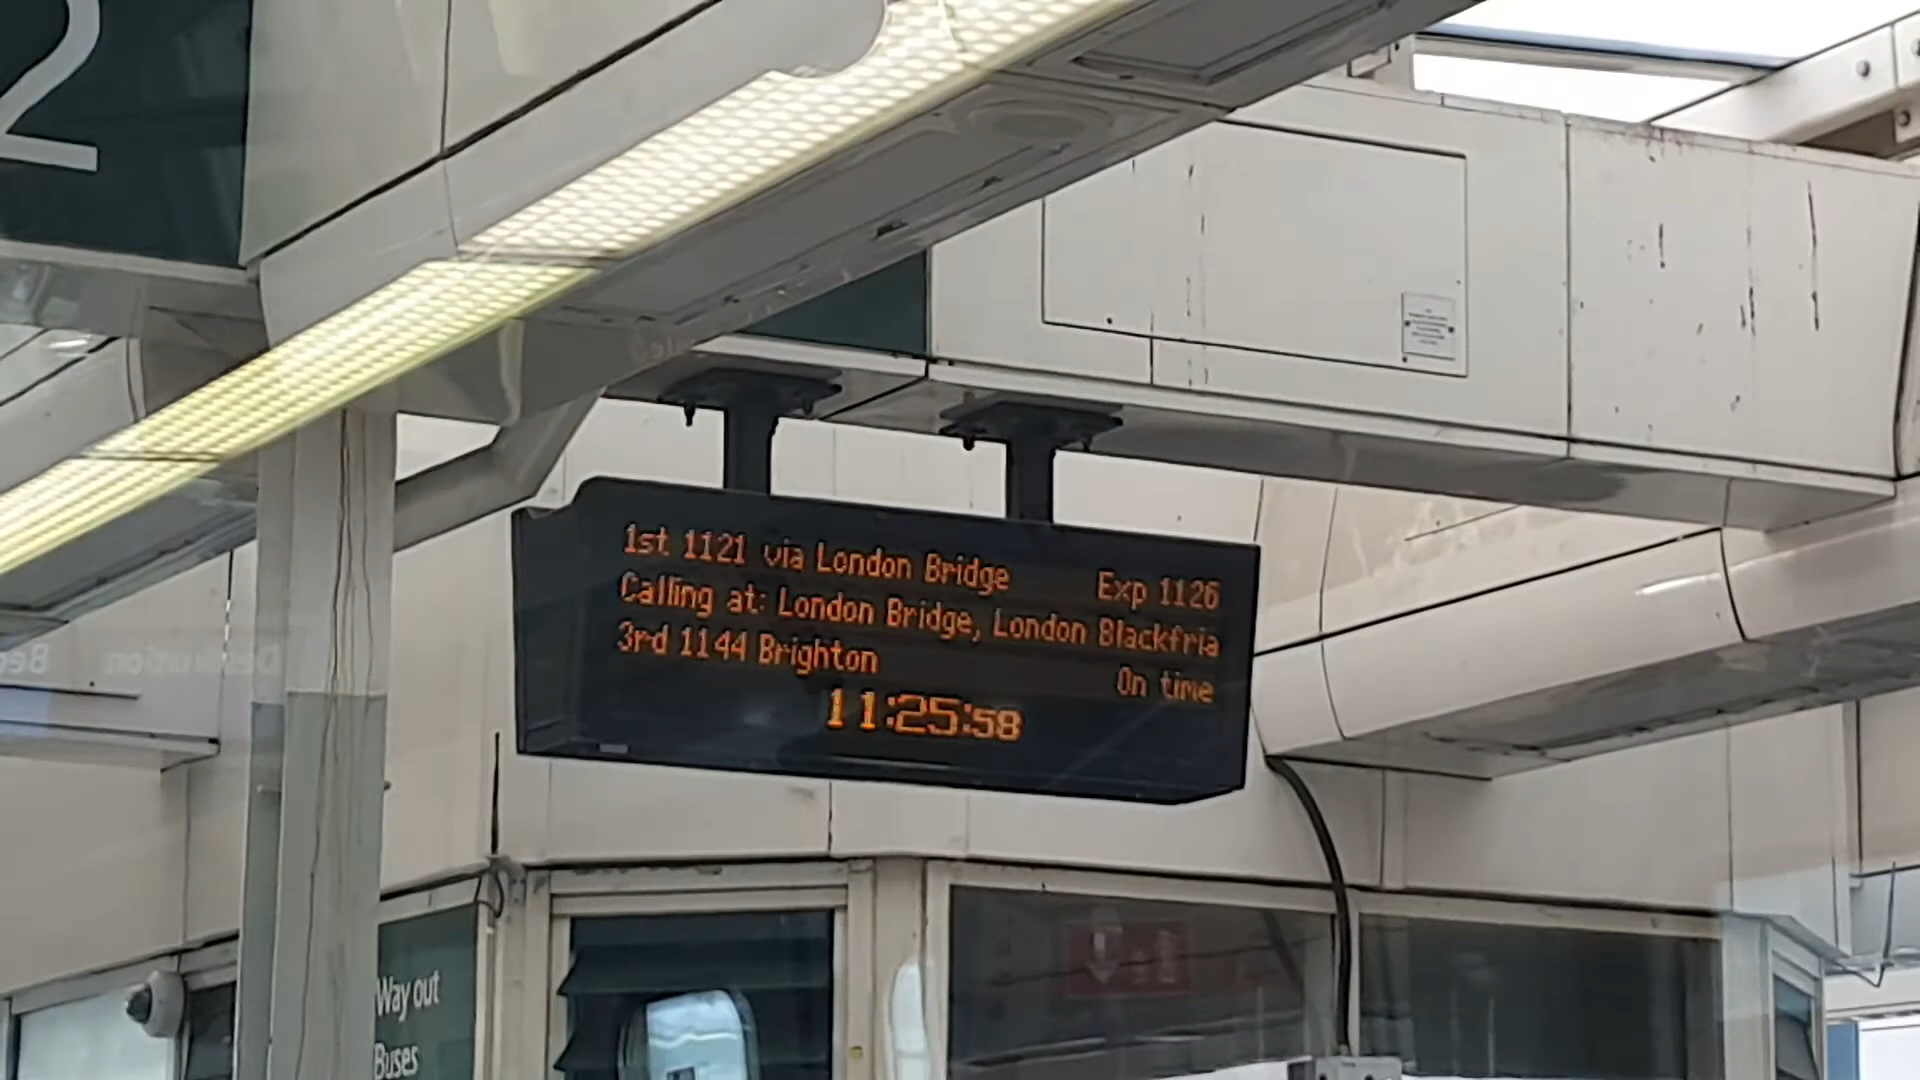 2
1st 1121 via London Bridge Exp 1126
Calling at: London Bridge, London Blackfria
3rd 1144 Brighton On time
11:25:58
Way out
Buses